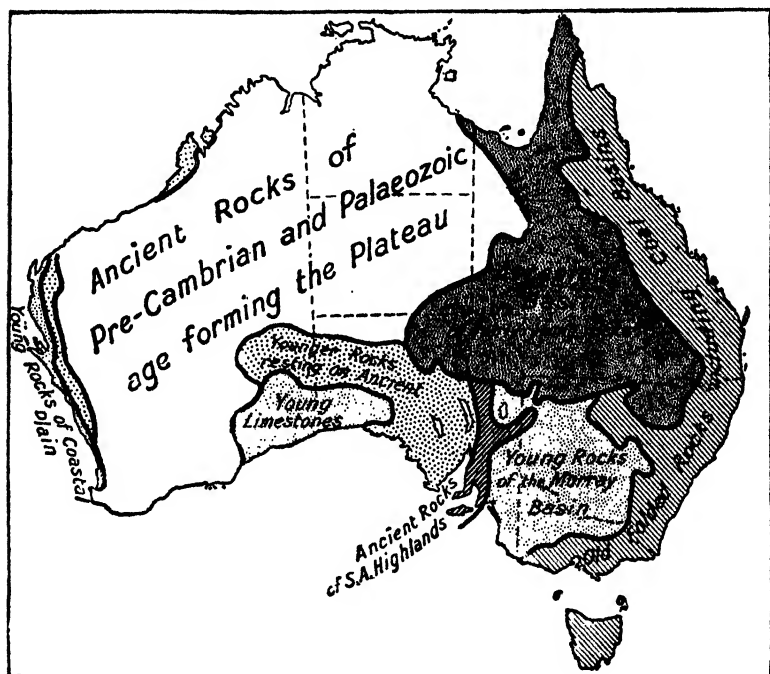 Ancient Rocks of
Pre-Cambrian and Palaeozoic
age forming the Plateau
Younger Rocks
resting on Ancient
Young
Limestones
Young Rocks of Coastal
plain
Ancient Rocks
of S.A. Highlands
Young Rocks
of the Murray
Basin
Old Folded Rocks
Coal Basins